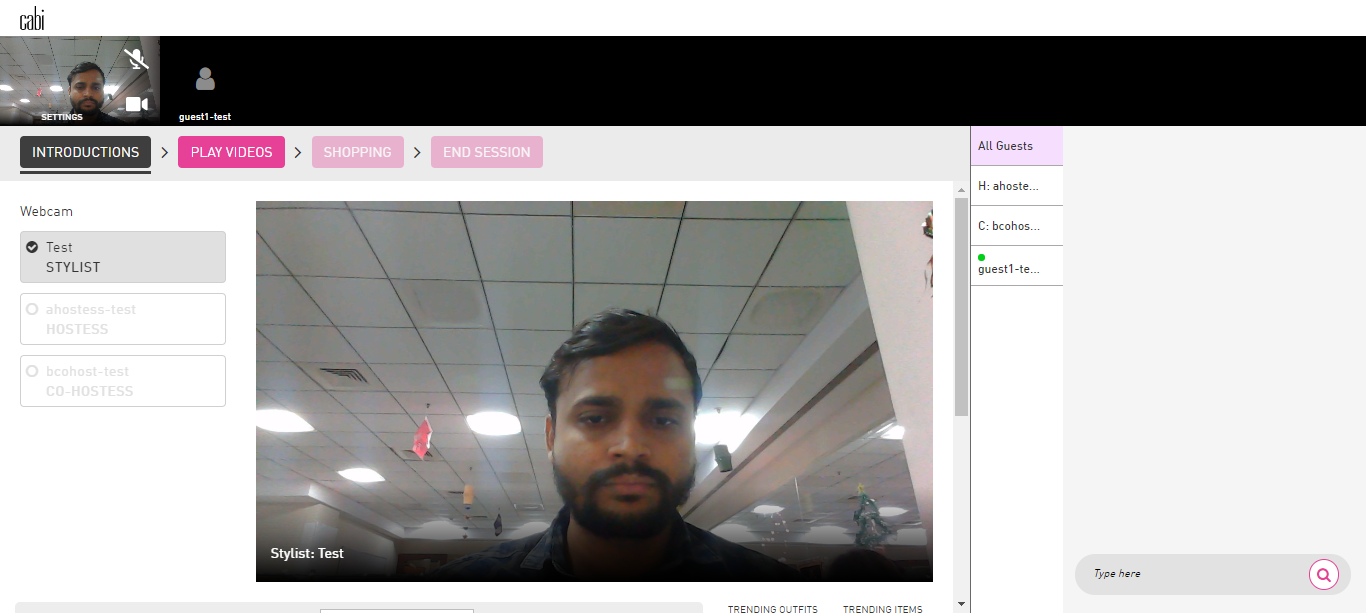 cabi
SETTINGS
guest1-test
INTRODUCTIONS
PLAY VIDEOS
SHOPPING
END SESSION
Webcam
Test
STYLIST
ahostess-test
HOSTESS
bcohost-test
CO-HOSTESS
Stylist: Test
TRENDING OUTFITS
TRENDING ITEMS
All Guests
H: ahoste...
C: bcohos...
guest1-te...
Type here